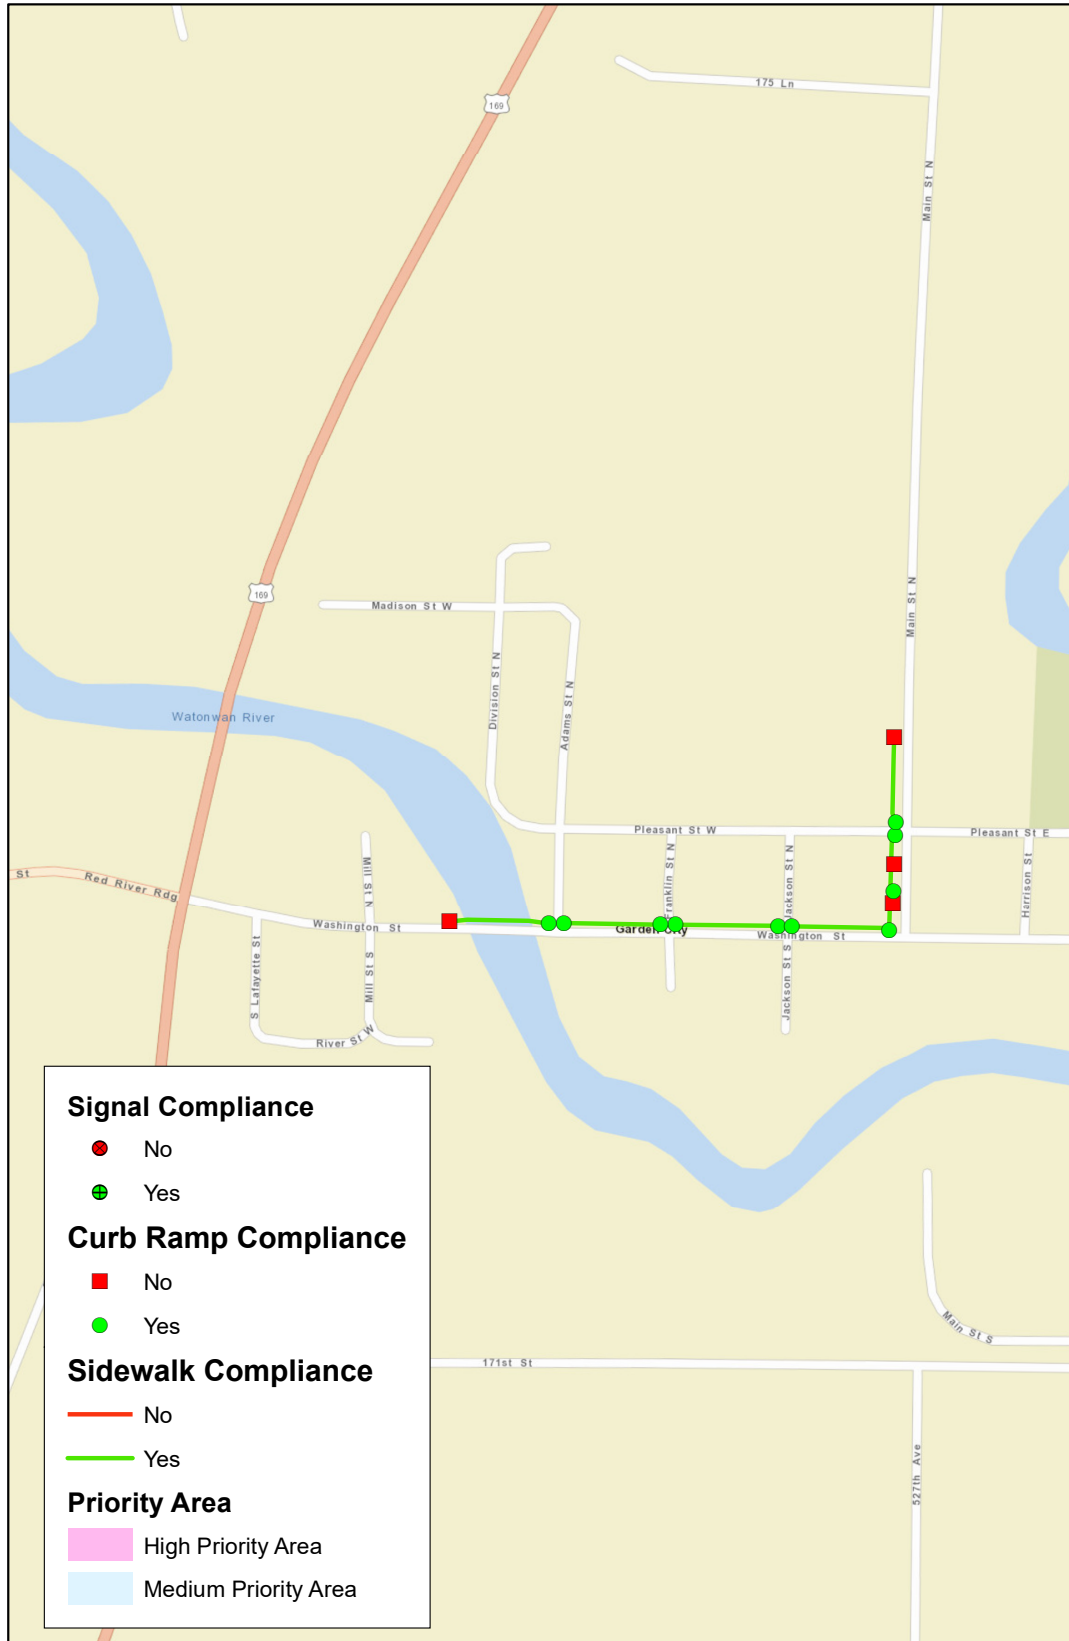 175 Ln
169
Main St N
169
Madison St W
Main St N
Division St N
Adams St N
Watonwan River
Pleasant St W
Pleasant St E
St
Red River Rdg
Mill St N
Franklin St N
Jackson St N
Harrison St
Washington St
Garden City
Washington St
S Lafayette St
Mill St S
Jackson St S
River St W
Signal Compliance
No
Yes
Curb Ramp Compliance
No
Yes
Main St S
171st St
Sidewalk Compliance
No
Yes
527th Ave
Priority Area
High Priority Area
Medium Priority Area